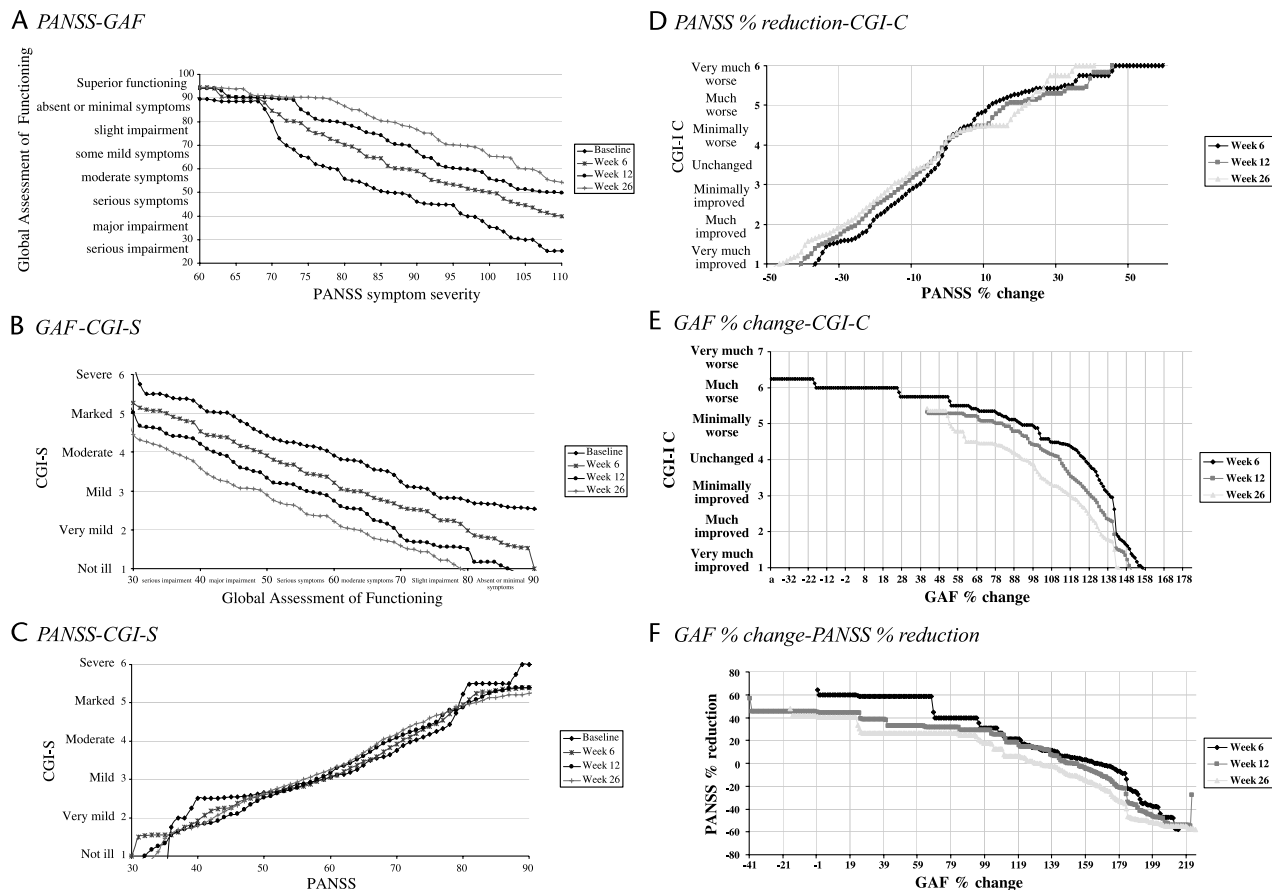 A PANSS-GAF
Global Assessment of Functioning
Superior functioning
absent or minimal symptoms
slight impairment
some mild symptoms
moderate symptoms
serious symptoms
major impairment
serious impairment
100
90
80
70
60
50
40
30
20
60 65 70 75 80 85 90 95 100 105 110
PANSS symptom severity
Baseline
Week 6
Week 12
Week 26
B GAF-CGI-S
CGI-S
Severe 6
Marked 5
Moderate 4
Mild 3
Very mild 2
Not ill 1
30 serious impairment 40 major impairment 50 Serious symptoms 60 moderate symptoms 70 Slight impairment 80 Absent or minimal symptoms 90
Global Assessment of Functioning
Baseline
Week 6
Week 12
Week 26
C PANSS-CGI-S
CGI-S
Severe 6
Marked 5
Moderate 4
Mild 3
Very mild 2
Not ill 1
30 40 50 60 70 80 90
PANSS
Baseline
Week 6
Week 12
Week 26
D PANSS % reduction-CGI-C
CGI-I C
Very much worse
Much worse
Minimally worse
Unchanged
Minimally improved
Much improved
Very much improved
6
5
4
3
2
1
-50 -30 -10 10 30 50
PANSS % change
Week 6
Week 12
Week 26
E GAF % change-CGI-C
CGI-I C
Very much worse
Much worse
Minimally worse
Unchanged
Minimally improved
Much improved
Very much improved
7
6
5
4
3
2
1
a -32 -22 -12 -2 8 18 28 38 48 58 68 78 88 98 108 118 128 138 148 158 168 178
GAF % change
Week 6
Week 12
Week 26
F GAF % change-PANSS % reduction
PANSS % reduction
80
60
40
20
0
-20
-40
-60
-80
-41 -21 -1 19 39 59 79 99 119 139 159 179 199 219
GAF % change
Week 6
Week 12
Week 26